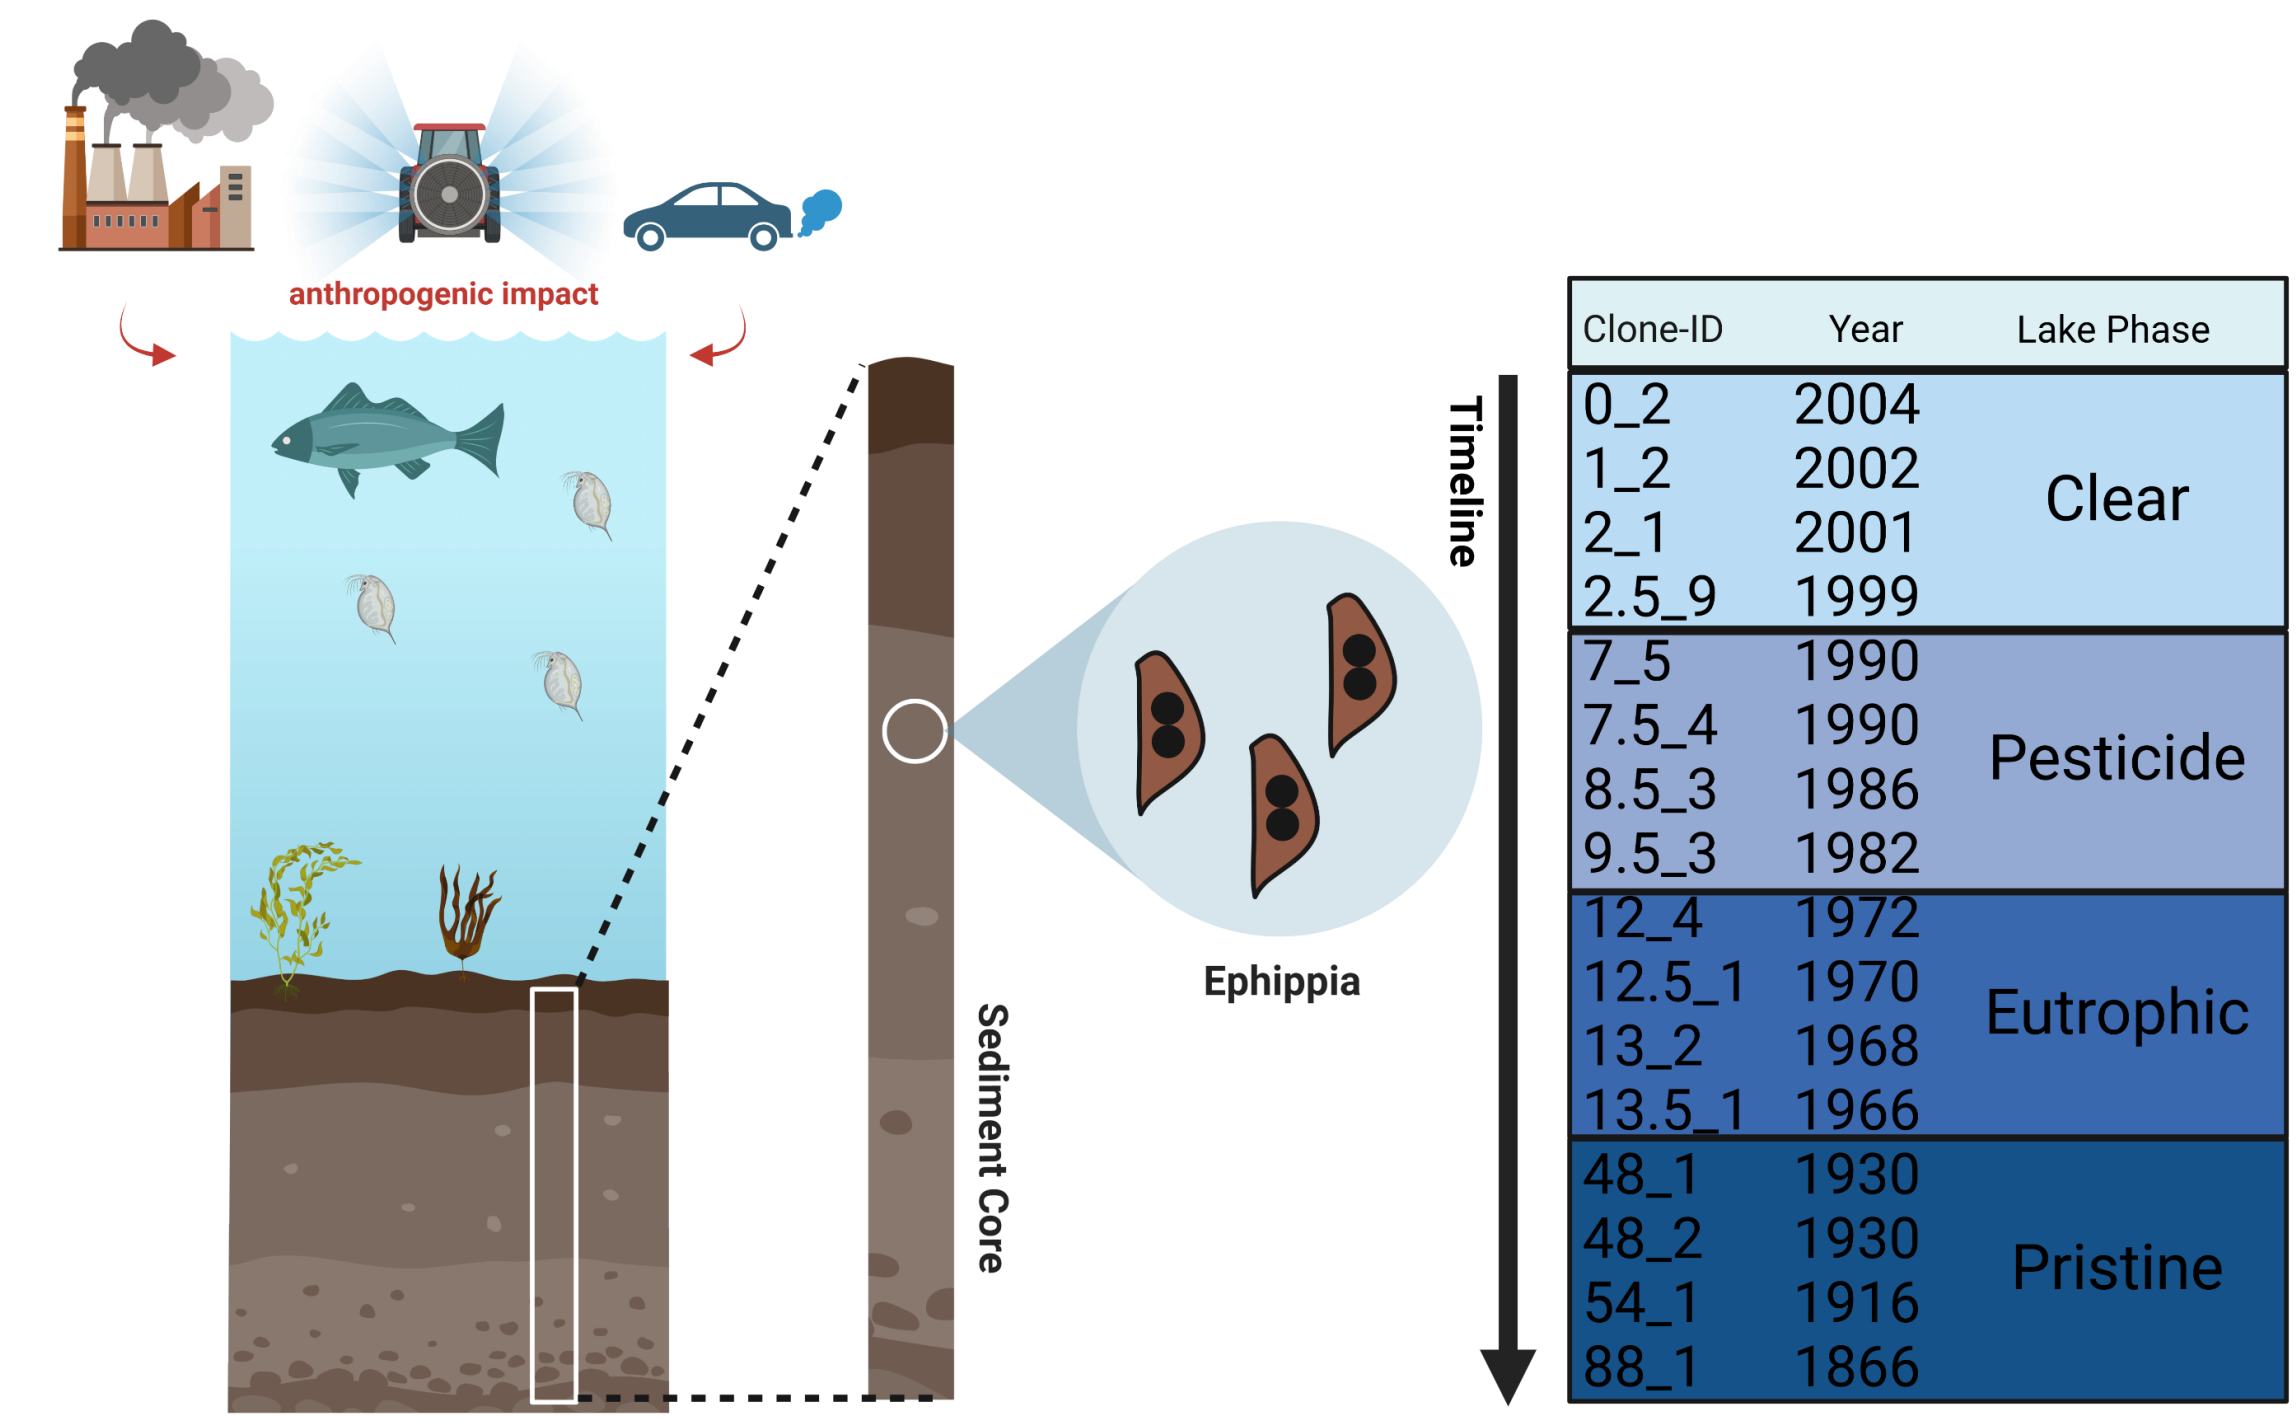 anthropogenic impact
Sediment Core
Ephippia
Timeline
Clone-ID Year Lake Phase
0_2 2004
1_2 2002
Clear
2_1 2001
2.5_9 1999
7_5 1990
7.5_4 1990
Pesticide
8.5_3 1986
9.5_3 1982
12_4 1972
12.5_1 1970
Eutrophic
13_2 1968
13.5_1 1966
48_1 1930
48_2 1930
Pristine
54_1 1916
88_1 1866